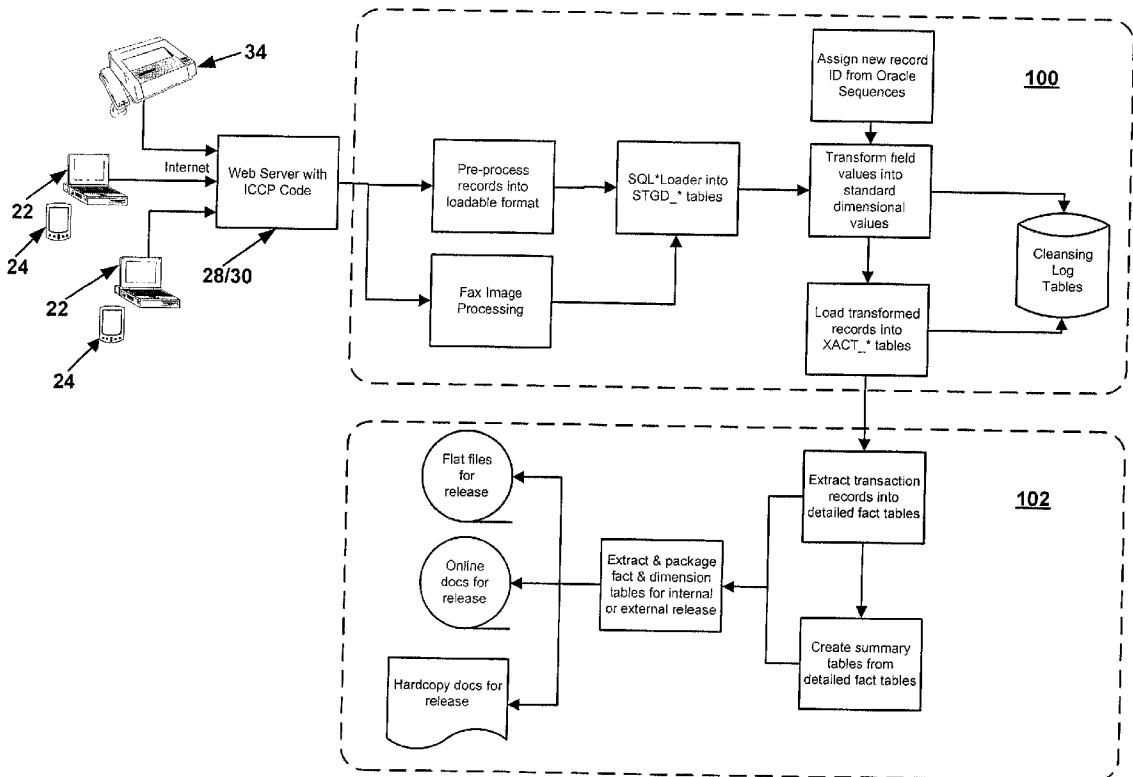 34
Internet
22
24
22
24
Web Server with
ICCP Code
28/30
Pre-process
records into
loadable format
Fax Image
Processing
SQL*Loader into
STGD_* tables
Assign new record
ID from Oracle
Sequences
100
Transform field
values into
standard
dimensional
values
Load transformed
records into
XACT_* tables
Cleansing
Log
Tables
Flat files
for
release
Online
docs for
release
Hardcopy docs for
release
Extract & package
fact & dimension
tables for internal
or external release
Extract transaction
records into
detailed fact tables
Create summary
tables from
detailed fact tables
102